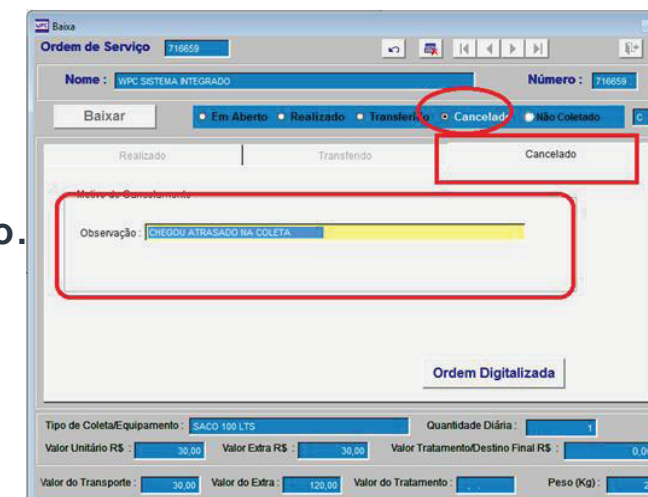 Baixa
Ordem de Serviço 716659
Nome : WPC SISTEMA INTEGRADO Número : 716659
Baixar Em Aberto Realizado Transferido Cancelado Não Coletado C
Realizado Transferido Cancelado
Motivo do Cancelamento :
o.
Observação : CHEGOU ATRASADO NA COLETA
Ordem Digitalizada
Tipo de Coleta/Equipamento : SACO 100 LTS Quantidade Diária : 1
Valor Unitário R$ : 30,00 Valor Extra R$ : 30,00 Valor Tratamento/Destino Final R$ : 0,00
Valor do Transporte : 30,00 Valor do Extra : 120,00 Valor do Tratamento : Peso (Kg) :